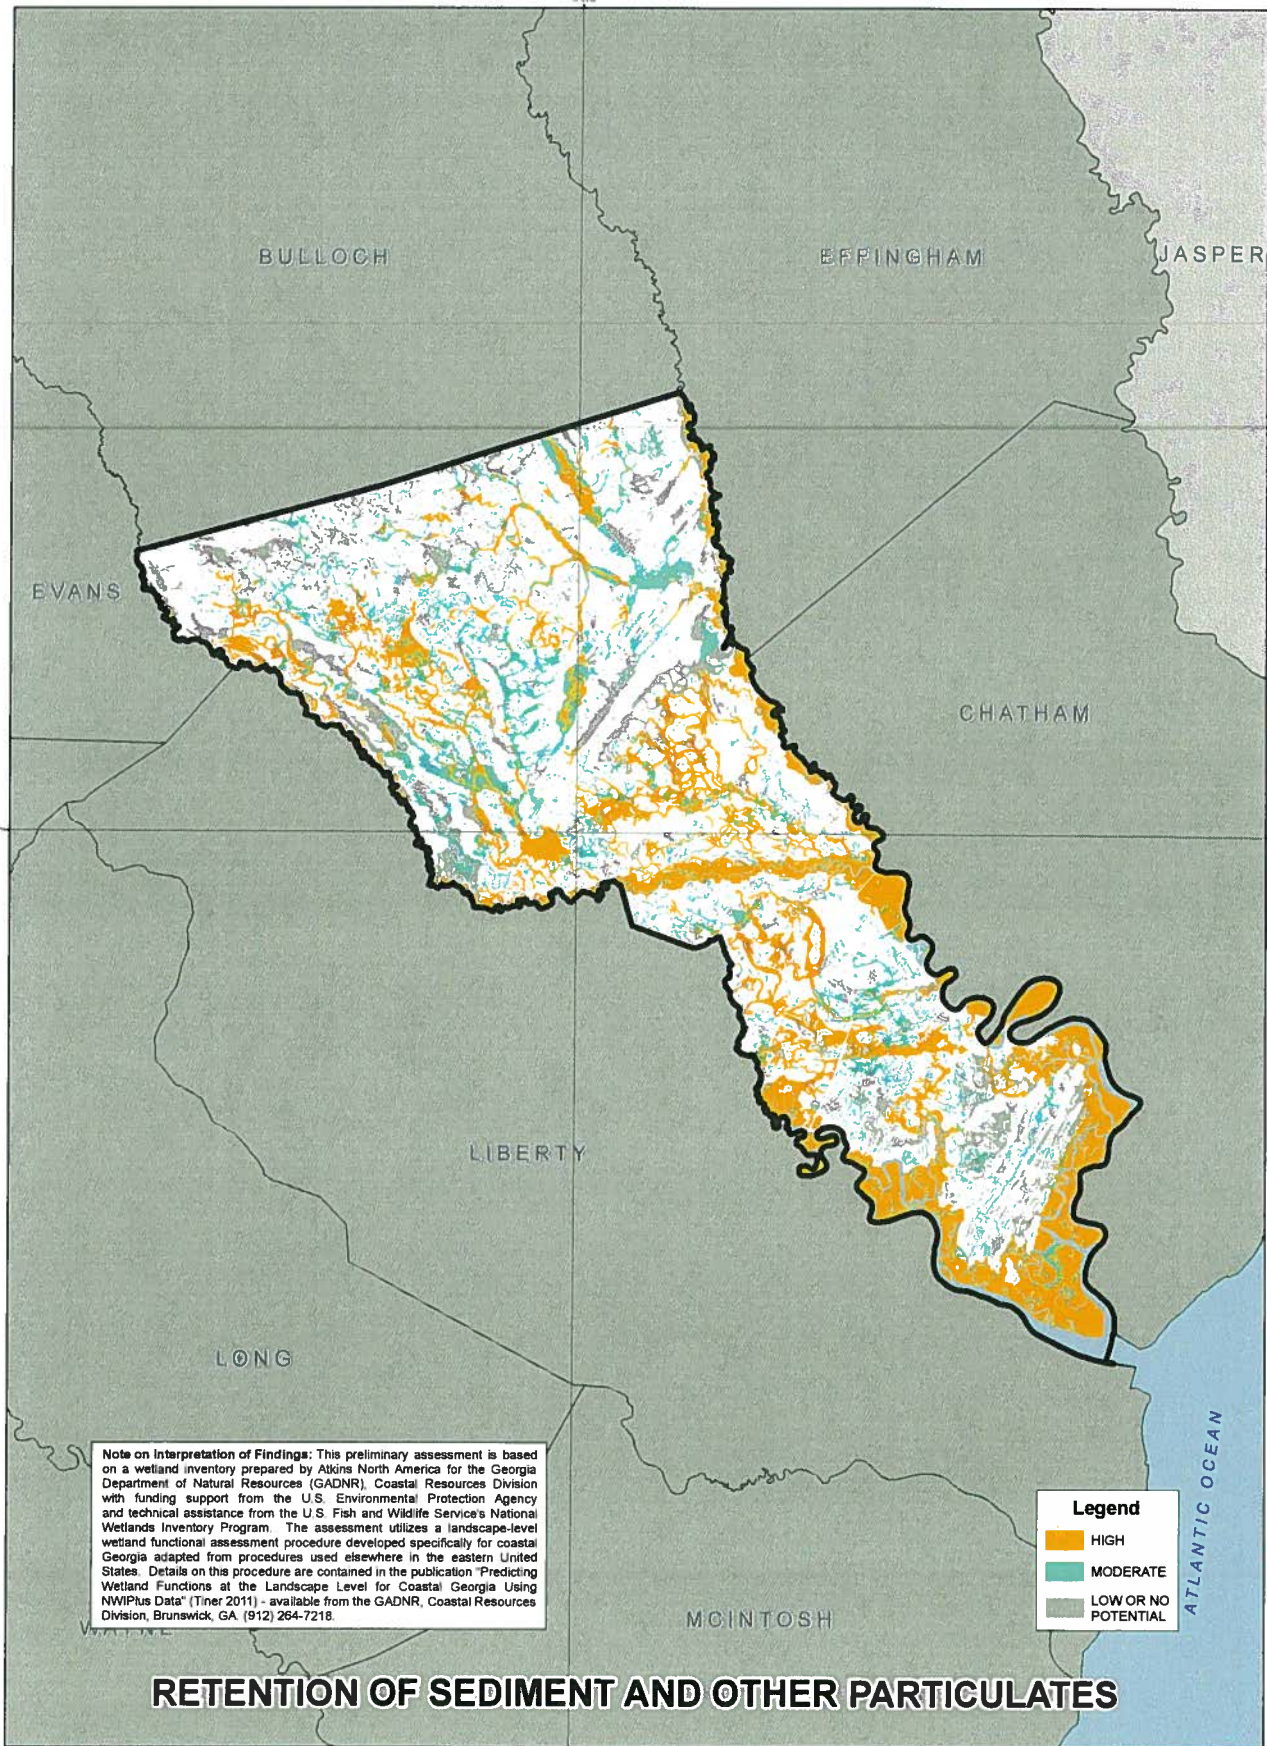 BULLOCH
EFFINGHAM
JASPER
EVANS
CHATHAM
LIBERTY
LONG
ATLANTIC OCEAN
Note on Interpretation of Findings: This preliminary assessment is based
on a wetland inventory prepared by Atkins North America for the Georgia
Department of Natural Resources (GADNR), Coastal Resources Division
with funding support from the U.S. Environmental Protection Agency
and technical assistance from the U.S. Fish and Wildlife Service's National
Wetlands Inventory Program. The assessment utilizes a landscape-level
wetland functional assessment procedure developed specifically for coastal
Georgia adapted from procedures used elsewhere in the eastern United
States. Details on this procedure are contained in the publication "Predicting
Wetland Functions at the Landscape Level for Coastal Georgia Using
NWIPlus Data" (Tiner 2011) - available from the GADNR, Coastal Resources
Division, Brunswick, GA. (912) 264-7218.
Legend
HIGH
MODERATE
LOW OR NO
POTENTIAL
WAYNE
MCINTOSH
RETENTION OF SEDIMENT AND OTHER PARTICULATES